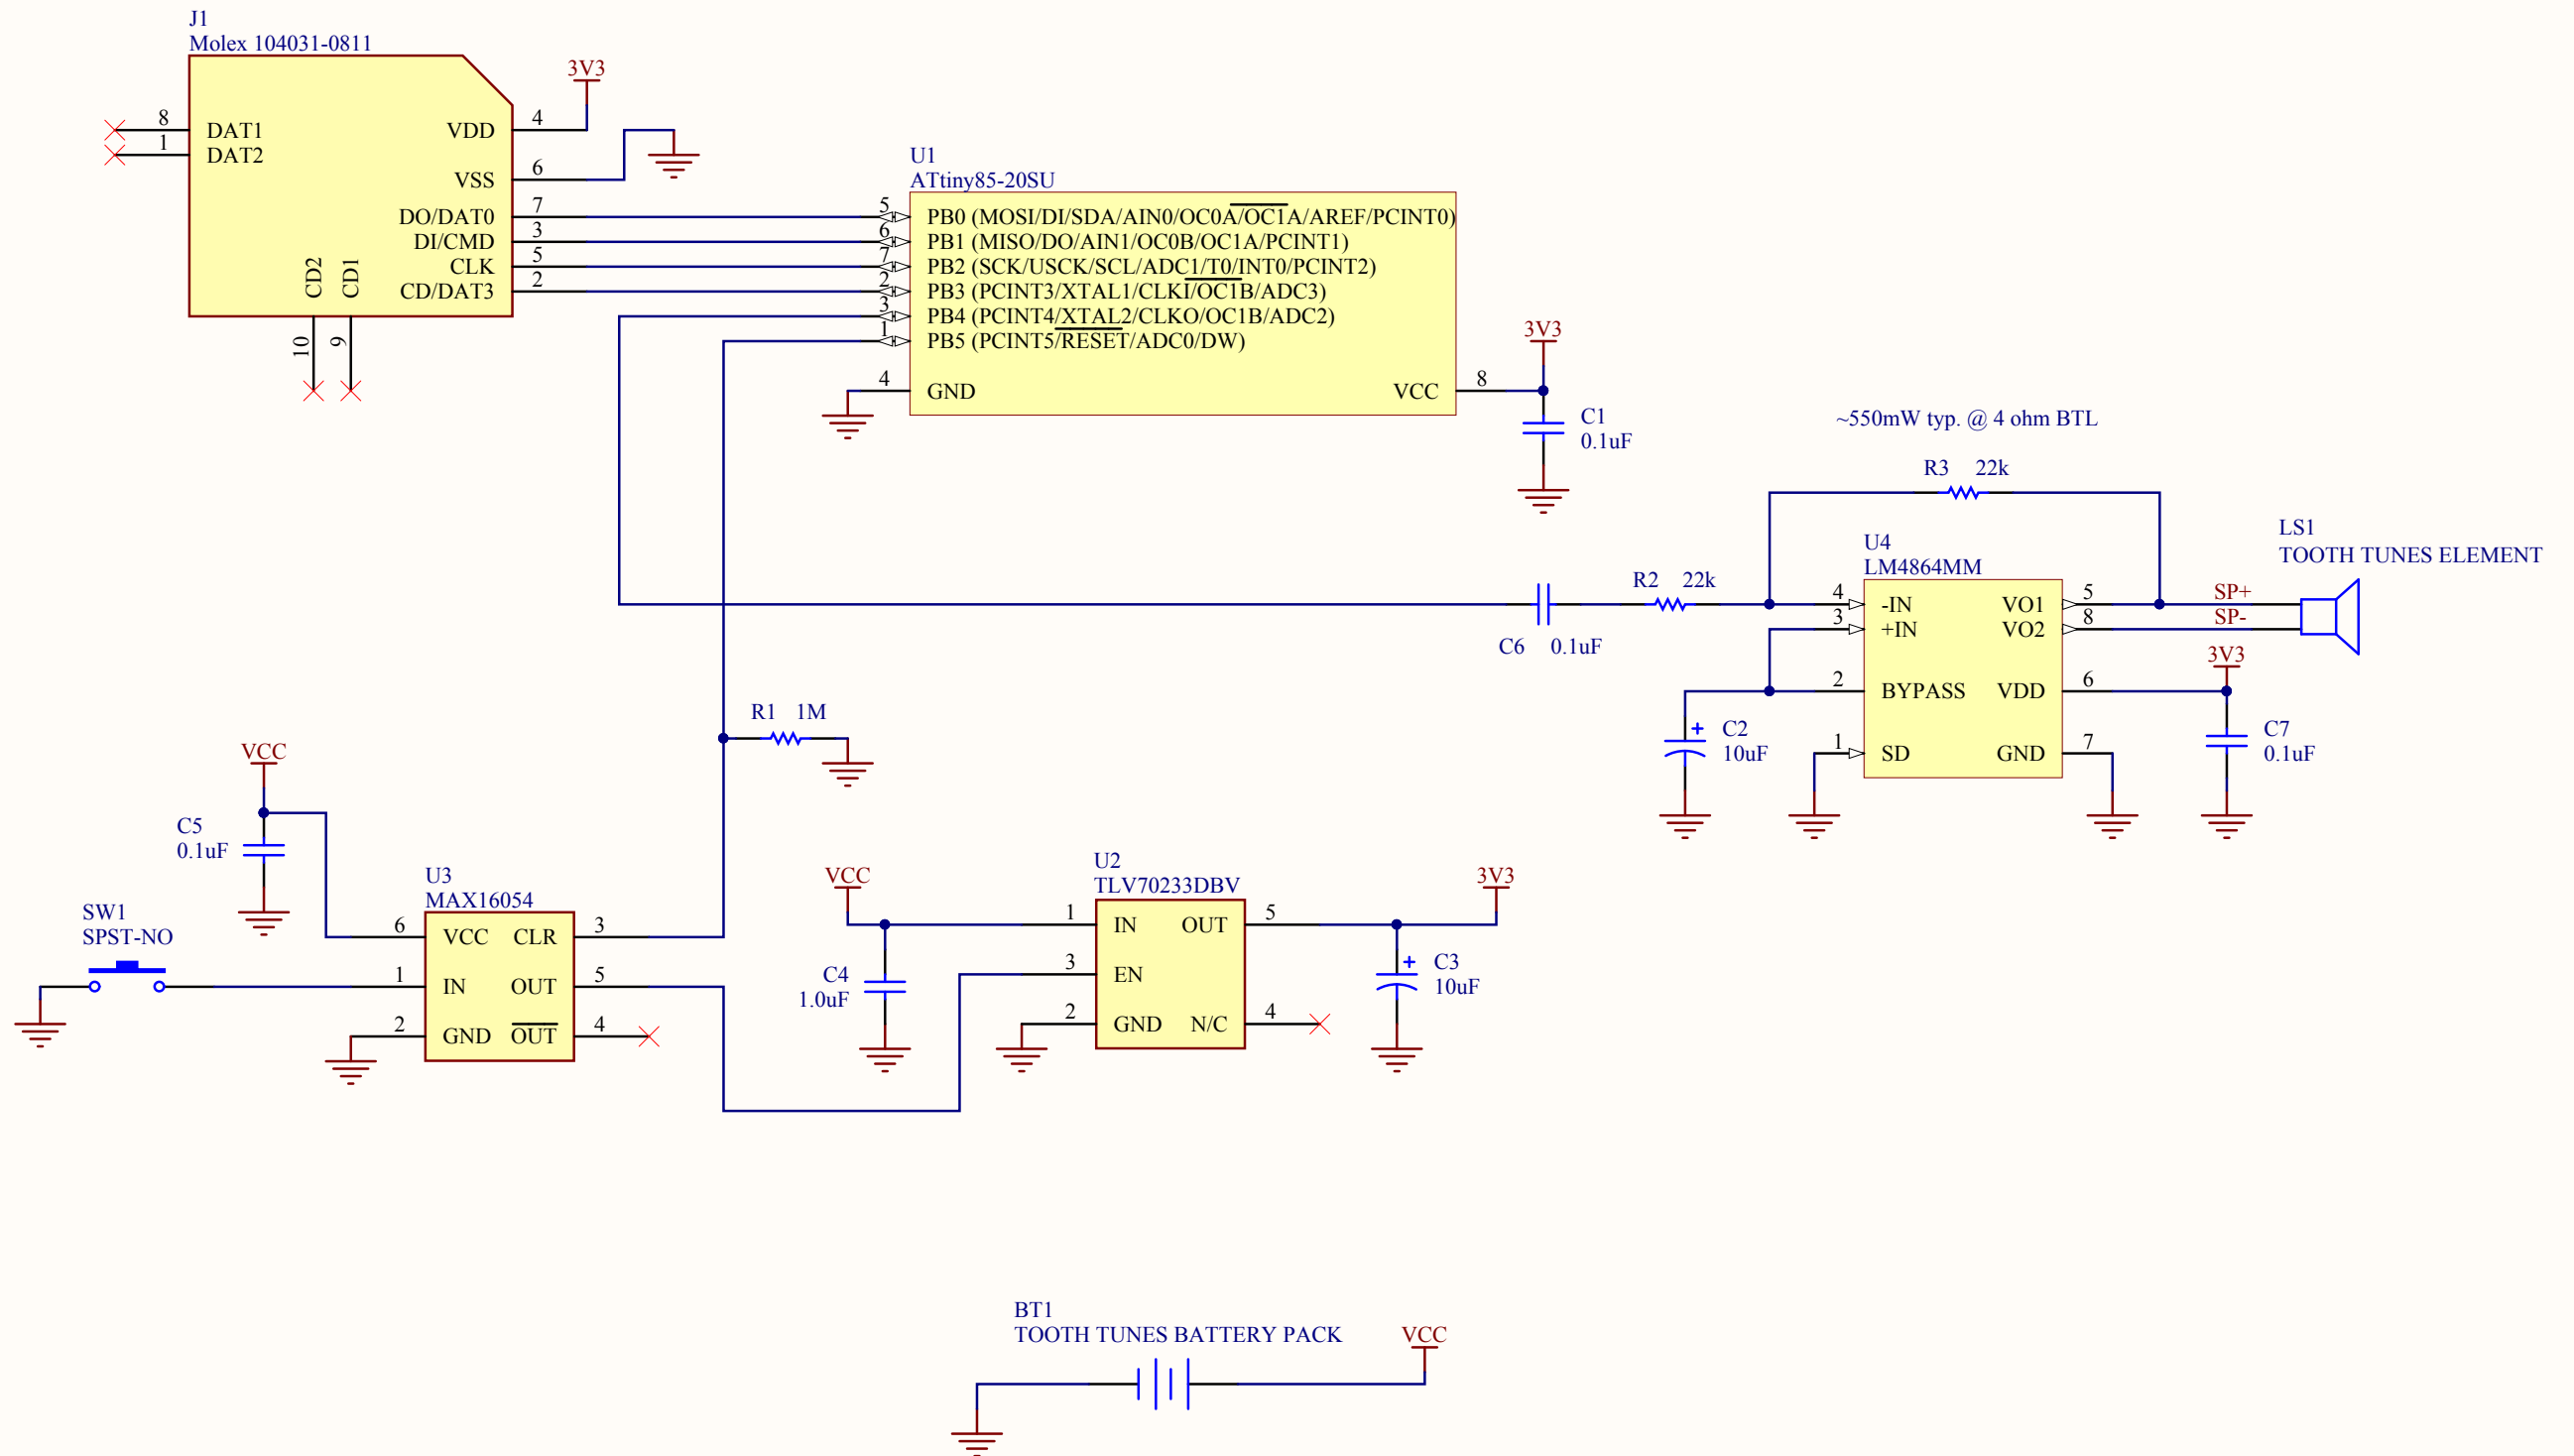 J1
Molex 104031-0811
3V3
8 DAT1
1 DAT2
VDD 4
VSS 6
DO/DAT0 7
DI/CMD 3
CLK 5
CD/DAT3 2
CD2 10
CD1 9
U1
ATtiny85-20SU
5 PB0 (MOSI/DI/SDA/AIN0/OC0A/OC1A/AREF/PCINT0)
6 PB1 (MISO/DO/AIN1/OC0B/OC1A/PCINT1)
7 PB2 (SCK/USCK/SCL/ADC1/T0/INT0/PCINT2)
2 PB3 (PCINT3/XTAL1/CLKI/OC1B/ADC3)
3 PB4 (PCINT4/XTAL2/CLKO/OC1B/ADC2)
1 PB5 (PCINT5/RESET/ADC0/DW)
4 GND
VCC 8
3V3
C1
0.1uF
~550mW typ. @ 4 ohm BTL
R3 22k
U4
LM4864MM
4 -IN
3 +IN
2 BYPASS
1 SD
VO1 5
VO2 8
VDD 6
GND 7
SP+
SP-
LS1
TOOTH TUNES ELEMENT
3V3
C7
0.1uF
R2 22k
C6 0.1uF
C2
+
10uF
R1 1M
VCC
C5
0.1uF
SW1
SPST-NO
U3
MAX16054
6 VCC
1 IN
2 GND
CLR 3
OUT 5
OUT 4
VCC
C4
1.0uF
U2
TLV70233DBV
1 IN
3 EN
2 GND
OUT 5
N/C 4
3V3
+
C3
10uF
BT1
TOOTH TUNES BATTERY PACK
VCC